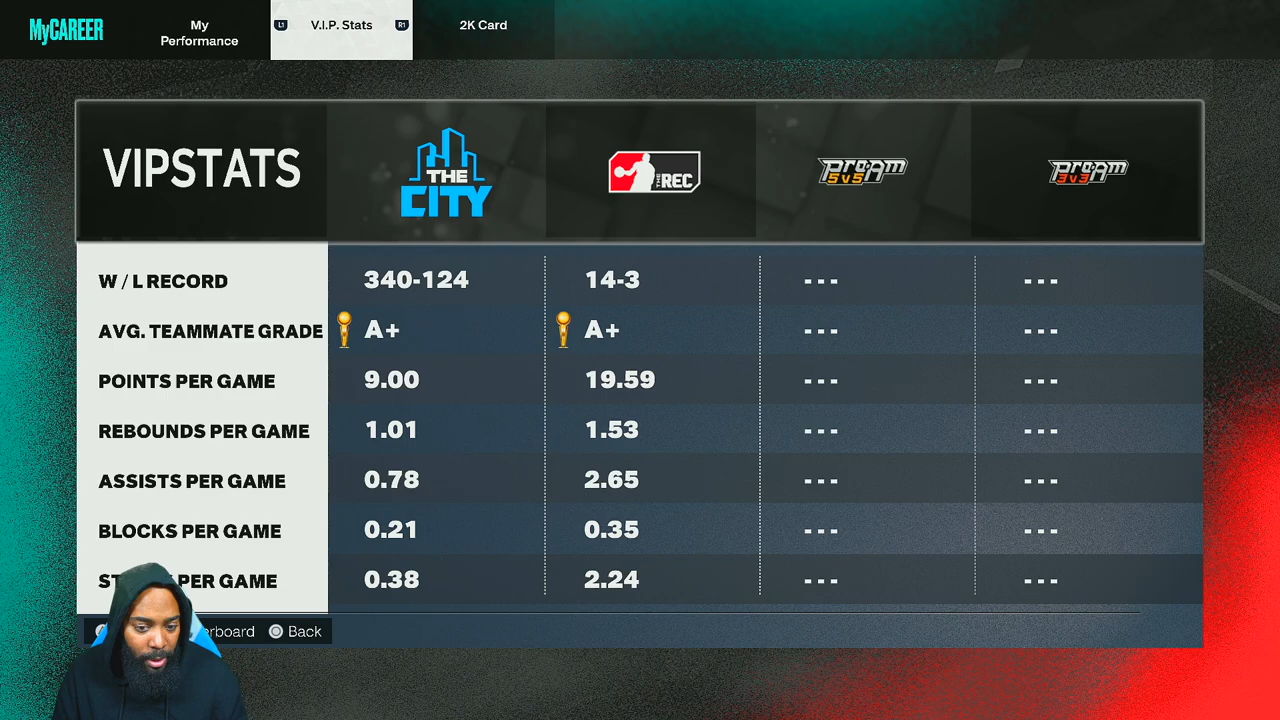 MyCAREER
My
Performance
L1
V.I.P. Stats
R1
2K Card
VIPSTATS
THE
CITY
THE REC
PRO AM
5v5
PRO AM
3v3
W / L RECORD
340-124
14-3
---
---
AVG. TEAMMATE GRADE
A+
A+
---
---
POINTS PER GAME
9.00
19.59
---
---
REBOUNDS PER GAME
1.01
1.53
---
---
ASSISTS PER GAME
0.78
2.65
---
---
BLOCKS PER GAME
0.21
0.35
---
---
PER GAME
0.38
2.24
---
---
Back